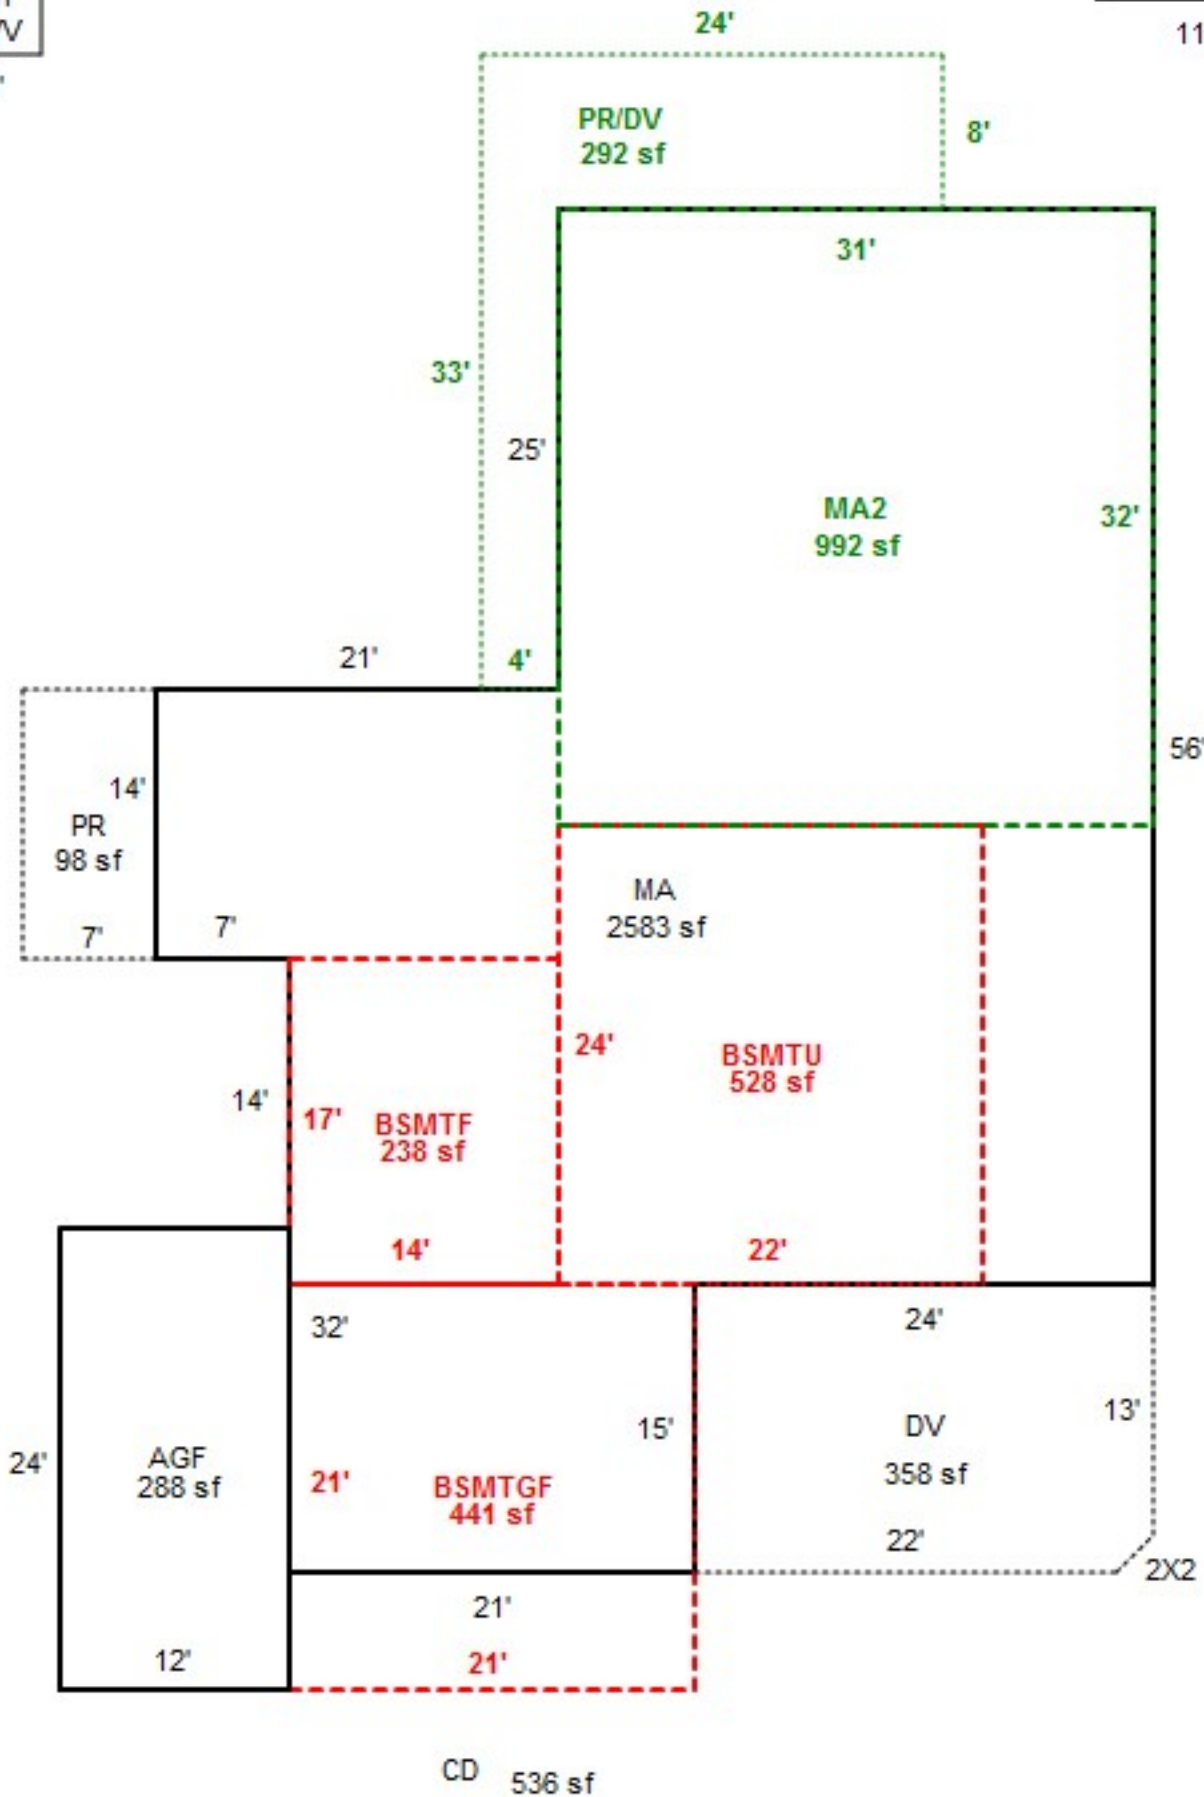 24'
11
PR/DV
292 sf
8'
31'
33'
25'
MA2
992 sf
32'
21'
4'
56'
14'
PR
98 sf
7'
7'
MA
2583 sf
24'
BSMTU
528 sf
14'
17'
BSMTF
238 sf
14'
22'
32'
24'
13'
15'
DV
358 sf
24'
AGF
288 sf
21'
BSMTGF
441 sf
22'
2X2
21'
12'
21'
CD 536 sf